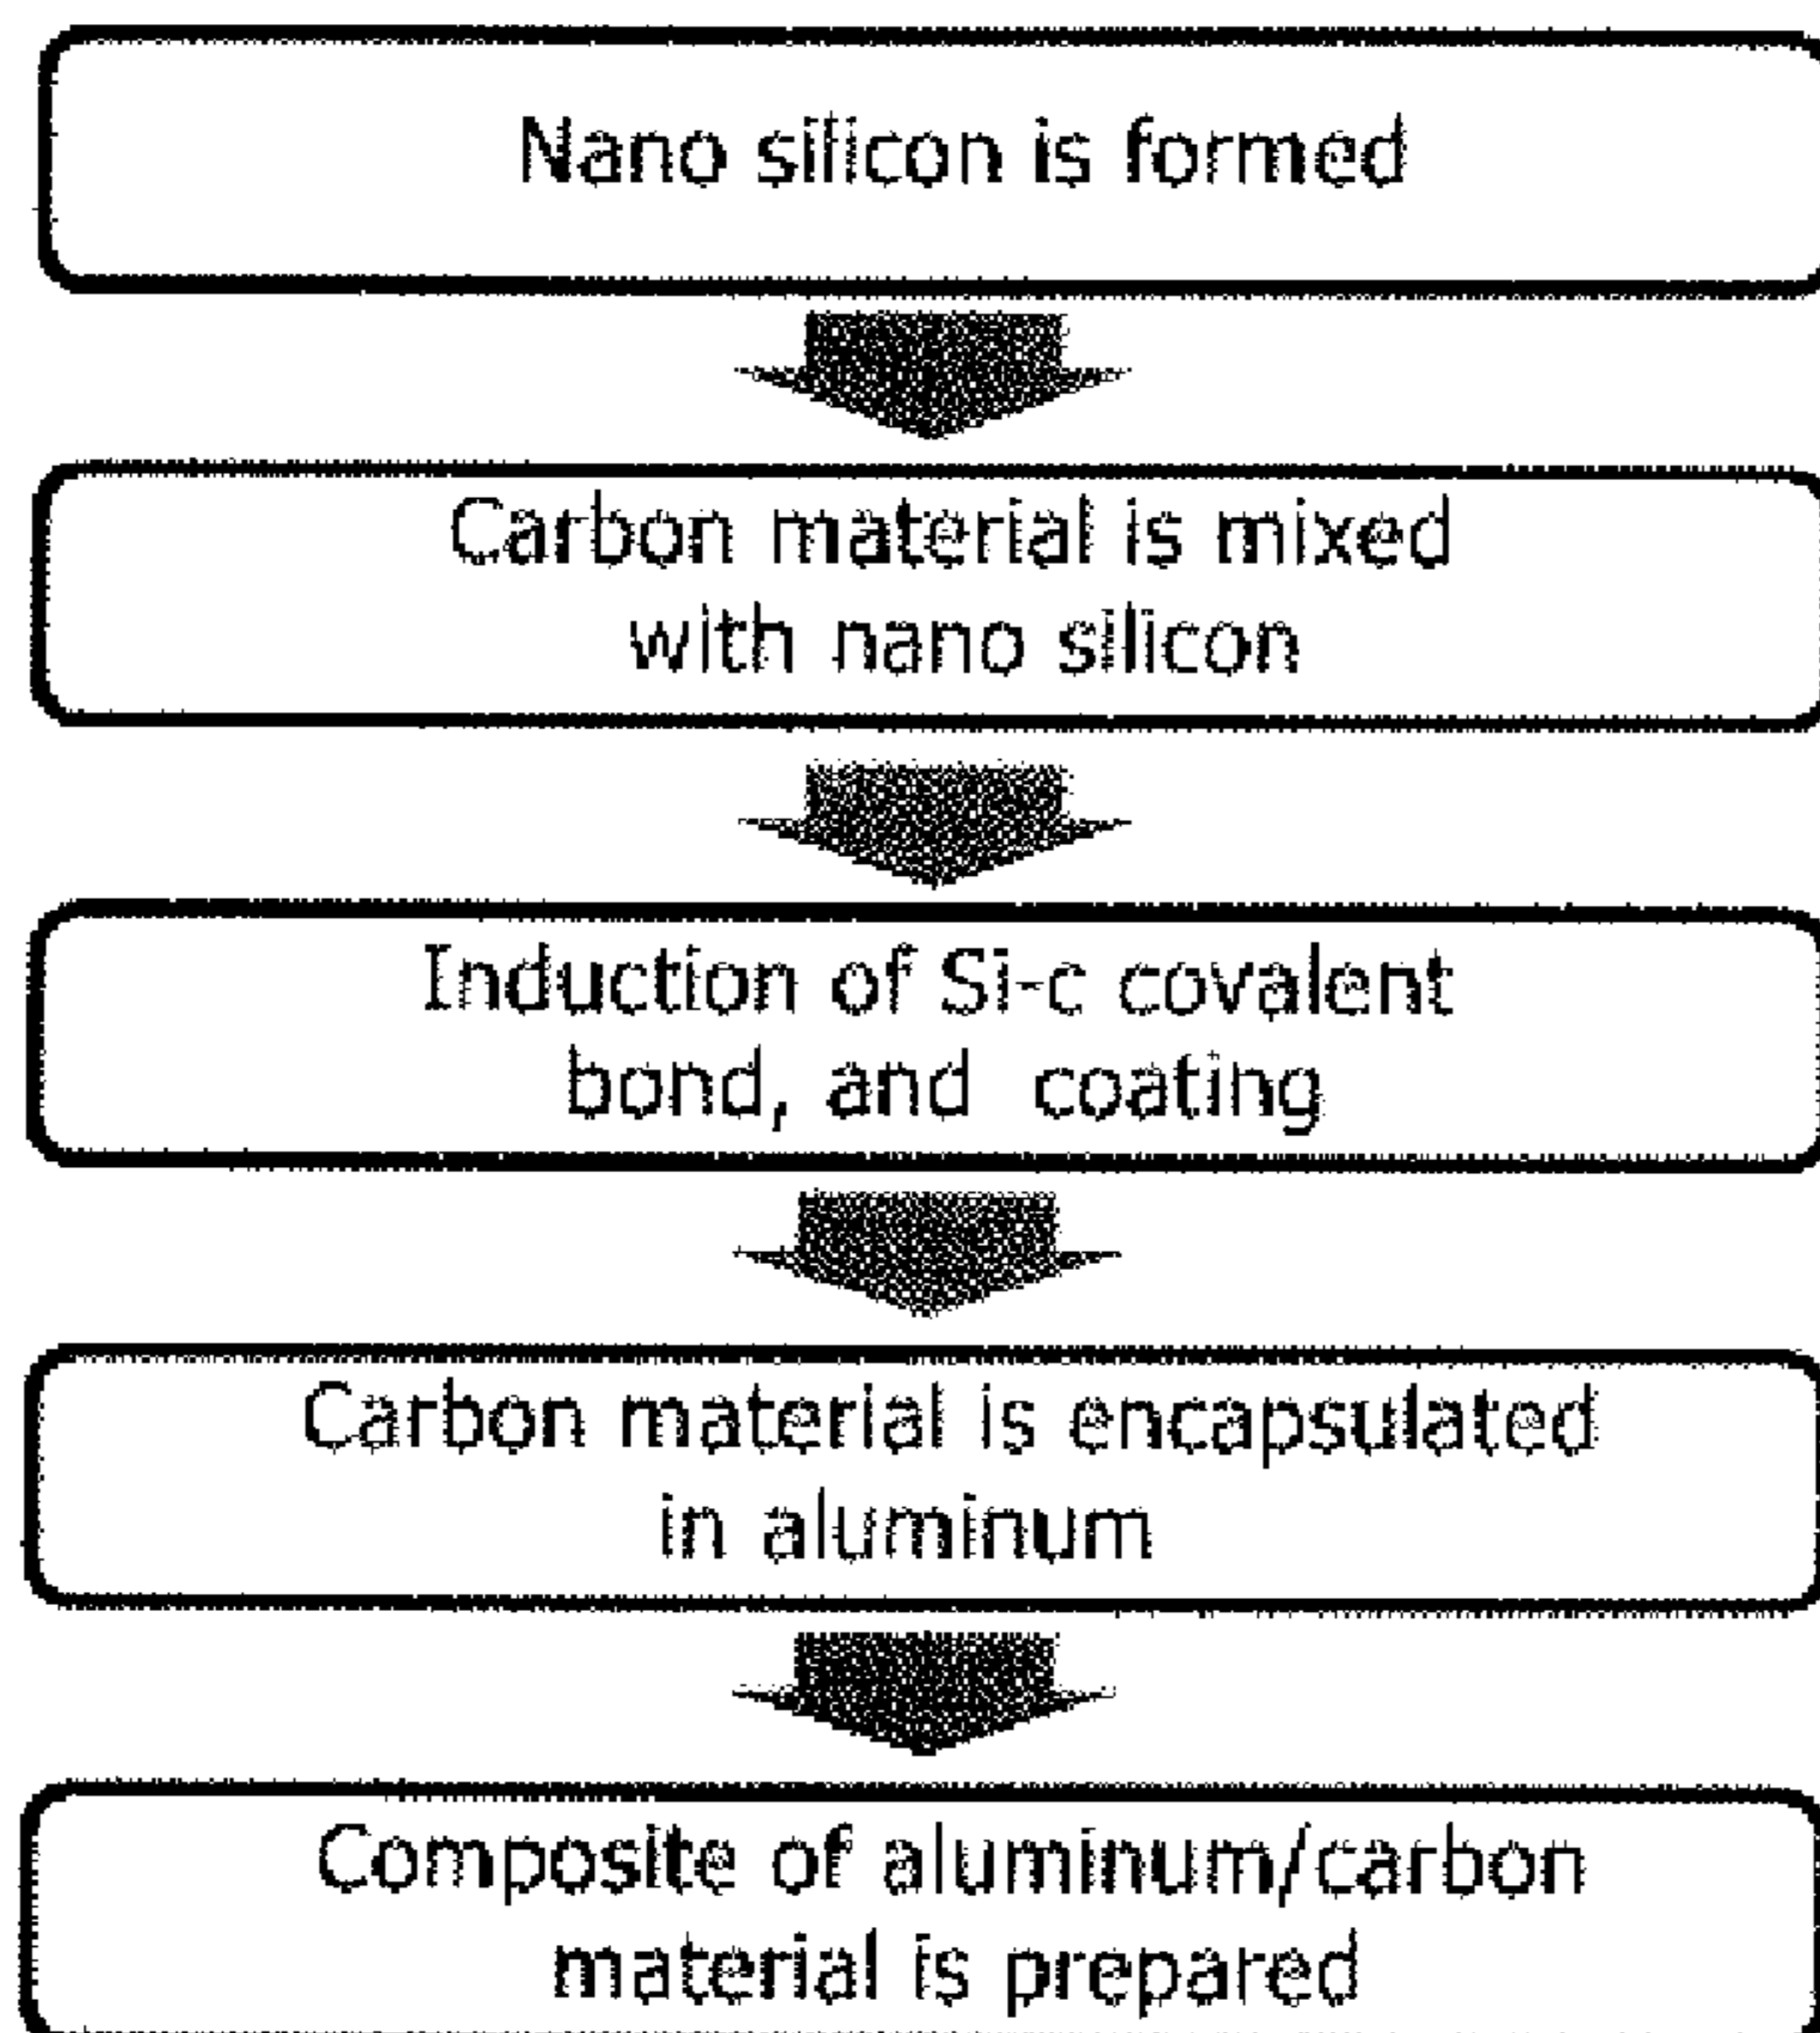 Nano silicon is formed
Carbon material is mixed
with nano silicon
Induction of Si-c covalent
bond, and coating
Carbon material is encapsulated
in aluminum
Composite of aluminum/carbon
material is prepared